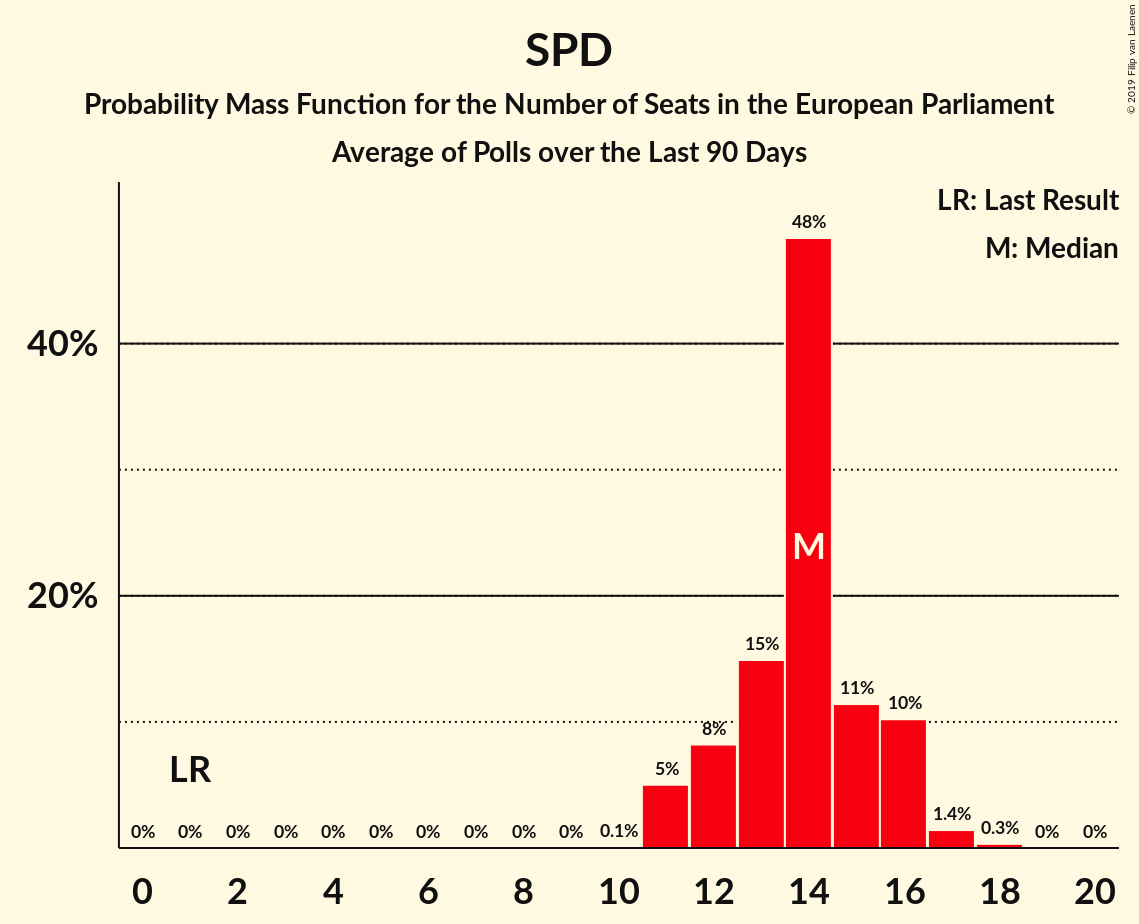 SPD
Probability Mass Function for the Number of Seats in the European Parliament
Average of Polls over the Last 90 Days
© 2019 Filip van Laenen
LR: Last Result
M: Median
48%
40%
M
20%
15%
11%
10%
8%
5%
LR
0% 0% 0% 0% 0% 0% 0% 0% 0% 0% 0.1% 1.4% 0.3% 0% 0%
0 2 4 6 8 10 12 14 16 18 20